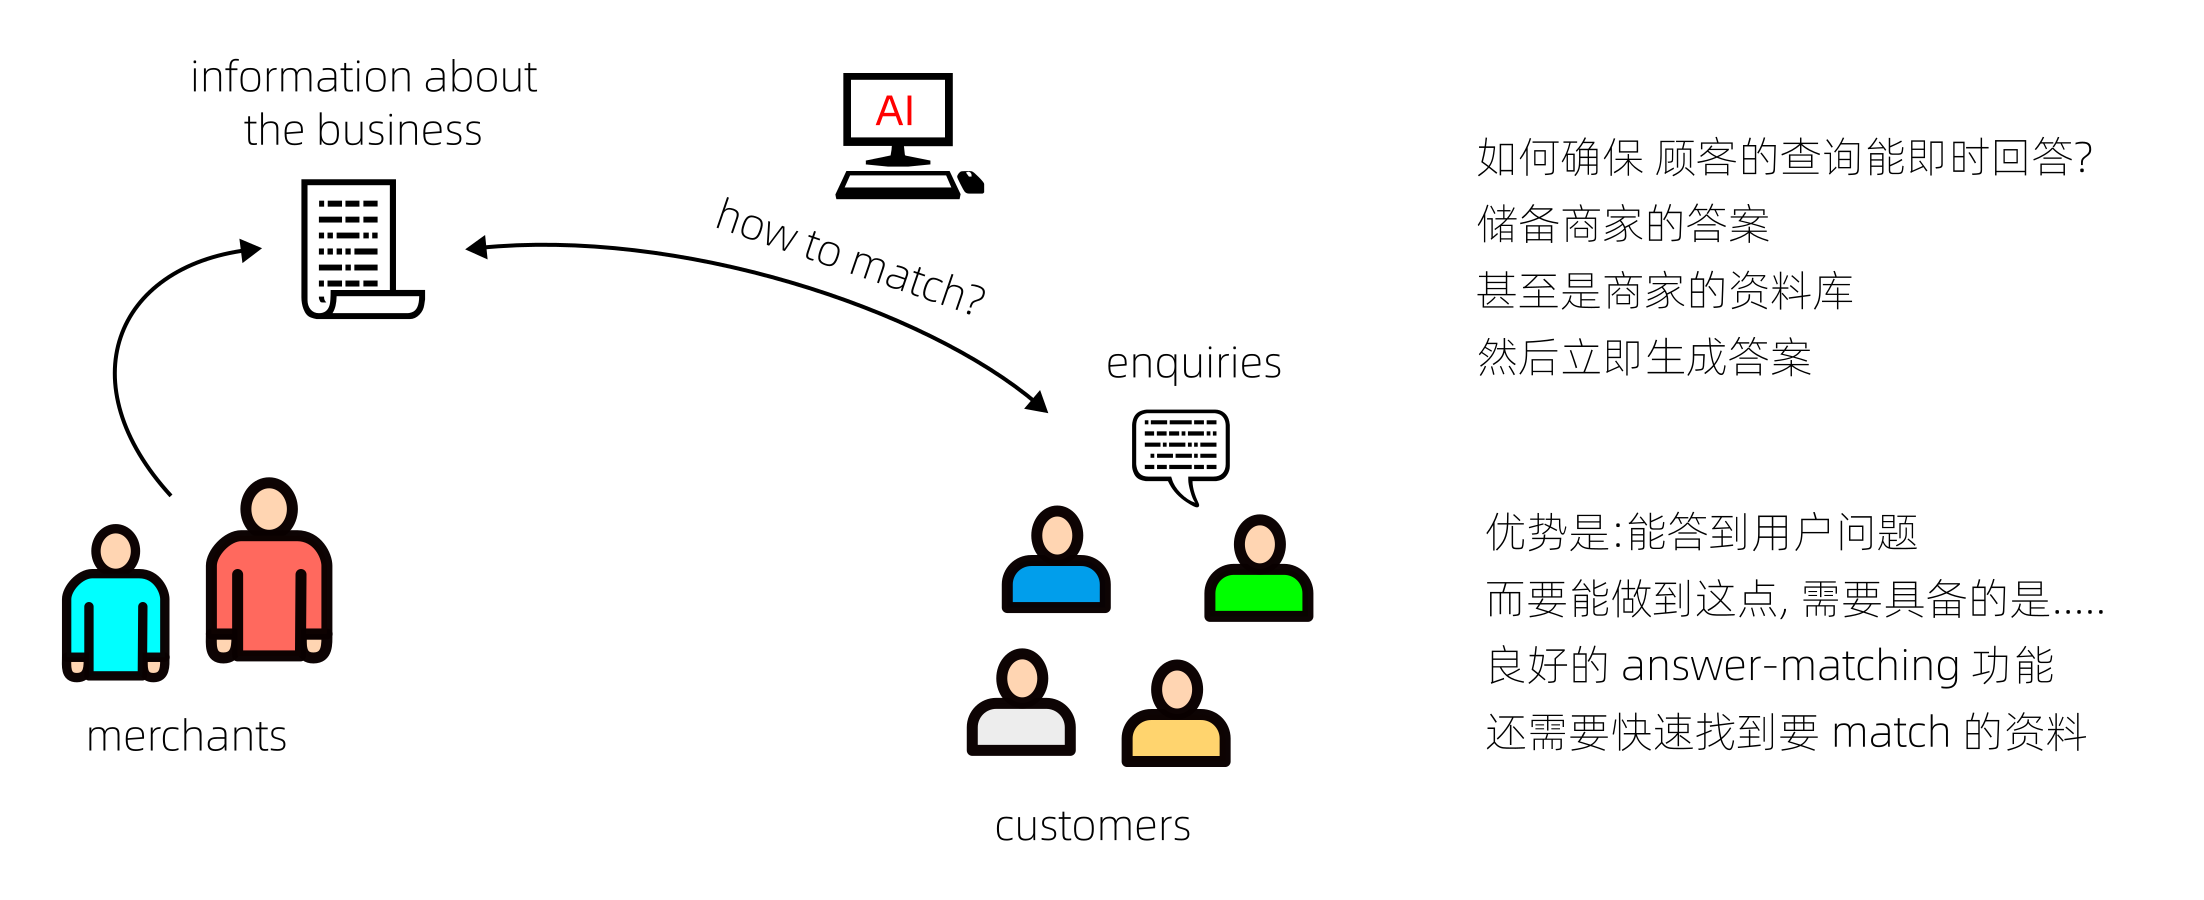 information about
the business
AI
how to match?
enquiries
merchants
customers
如何确保 顾客的查询能即时回答?
储备商家的答案
甚至是商家的资料库
然后立即生成答案
优势是:能答到用户问题
而要能做到这点, 需要具备的是.....
良好的 answer-matching 功能
还需要快速找到要 match 的资料